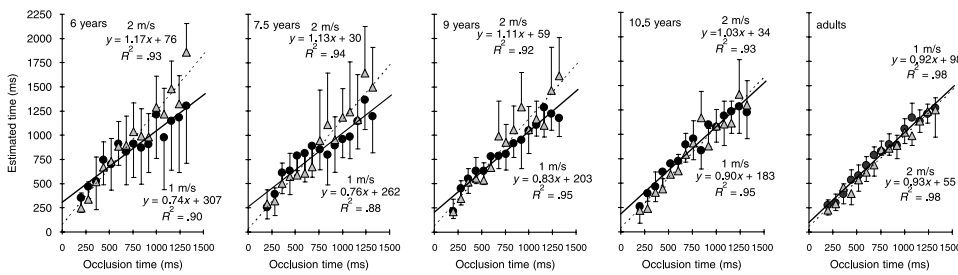 6 years
2 m/s
y = 1.17x + 76
R2 = .93
1 m/s
y = 0.74x + 307
R2 = .90
7.5 years
2 m/s
y = 1.13x + 30
R2 = .94
1 m/s
y = 0.76x + 262
R2 = .88
9 years
2 m/s
y = 1.11x + 59
R2 = .92
1 m/s
y = 0.83x + 203
R2 = .95
10.5 years
2 m/s
y = 1.03x + 34
R2 = .93
1 m/s
y = 0.90x + 183
R2 = .95
adults
1 m/s
y = 0.92x +
R2 = .98
2 m/s
y = 0.93x + 55
R2 = .98
Estimated time (ms)
2250
2000
1750
1500
1250
1000
750
500
250
0
0 250 500 750 1000 1250 1500
0 250 500 750 1000 1250 1500
0 250 500 750 1000 1250 1500
0 250 500 750 1000 1250 1500
0 250 500 750 1000 1250 1500
Occlusion time (ms)
Occlusion time (ms)
Occlusion time (ms)
Occlusion time (ms)
Occlusion time (ms)